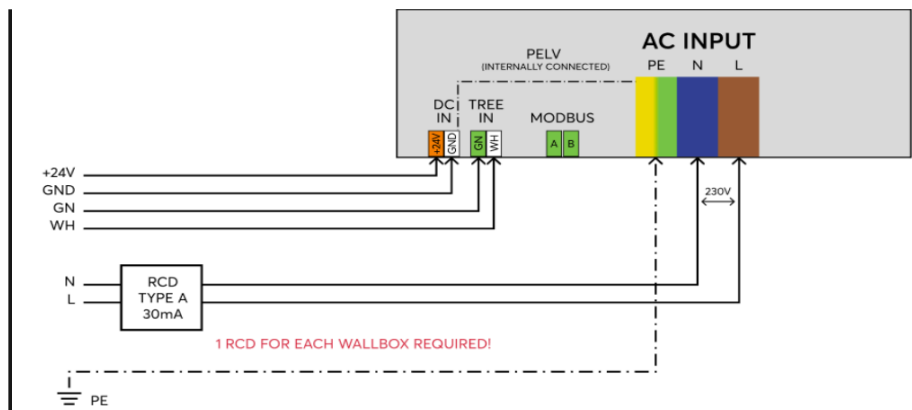 AC INPUT
PELV
(INTERNALLY CONNECTED)
PE N L
DC IN
TREE IN
MODBUS
+24V GND GN WH A B
+24V
GND
GN
WH
230V
N
L
RCD
TYPE A
30mA
1 RCD FOR EACH WALLBOX REQUIRED!
PE